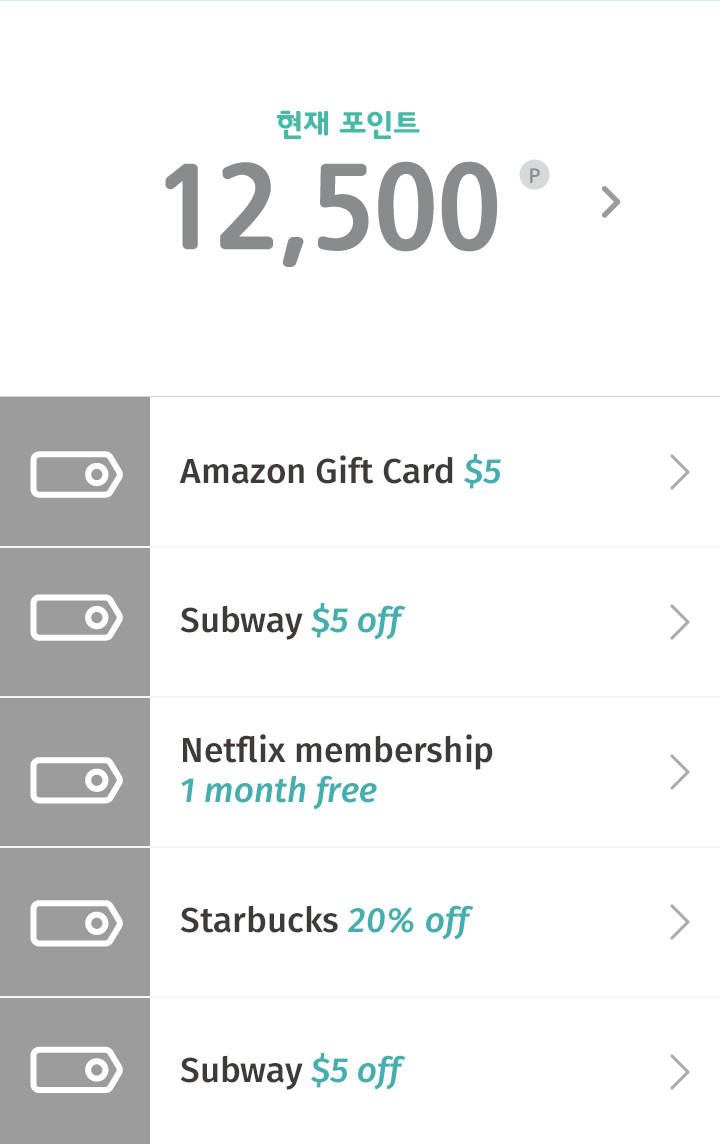 현재 포인트
12,500 P
Amazon Gift Card $5
Subway $5 off
Netflix membership
1 month free
Starbucks 20% off
Subway $5 off